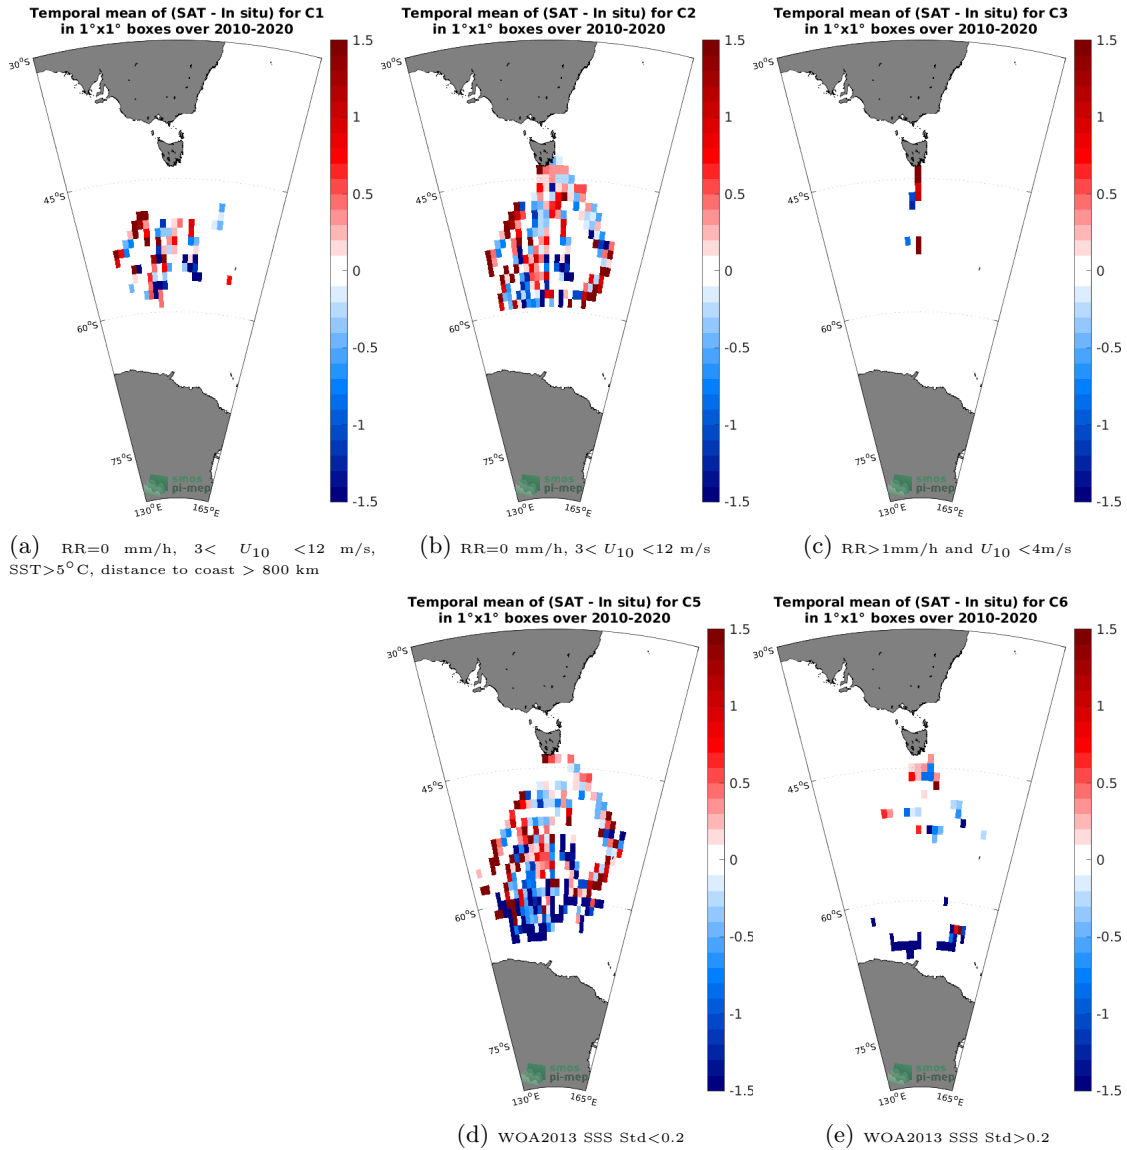 Temporal mean of (SAT - In situ) for C1
in 1°x1° boxes over 2010-2020
30°S
45°S
60°S
75°S
130°E
165°E
1.5
1
0.5
0
-0.5
-1
-1.5
smos
pi-mep
(a) RR=0 mm/h, 3< U10 <12 m/s,
SST>5°C, distance to coast > 800 km
Temporal mean of (SAT - In situ) for C2
in 1°x1° boxes over 2010-2020
30°S
45°S
60°S
75°S
130°E
165°E
1.5
1
0.5
0
-0.5
-1
-1.5
smos
pi-mep
(b) RR=0 mm/h, 3< U10 <12 m/s
Temporal mean of (SAT - In situ) for C3
in 1°x1° boxes over 2010-2020
30°S
45°S
60°S
75°S
130°E
165°E
1.5
1
0.5
0
-0.5
-1
-1.5
smos
pi-mep
(c) RR>1mm/h and U10 <4m/s
Temporal mean of (SAT - In situ) for C5
in 1°x1° boxes over 2010-2020
30°S
45°S
60°S
75°S
130°E
165°E
1.5
1
0.5
0
-0.5
-1
-1.5
smos
pi-mep
(d) WOA2013 SSS Std<0.2
Temporal mean of (SAT - In situ) for C6
in 1°x1° boxes over 2010-2020
30°S
45°S
60°S
75°S
130°E
165°E
1.5
1
0.5
0
-0.5
-1
-1.5
smos
pi-mep
(e) WOA2013 SSS Std>0.2